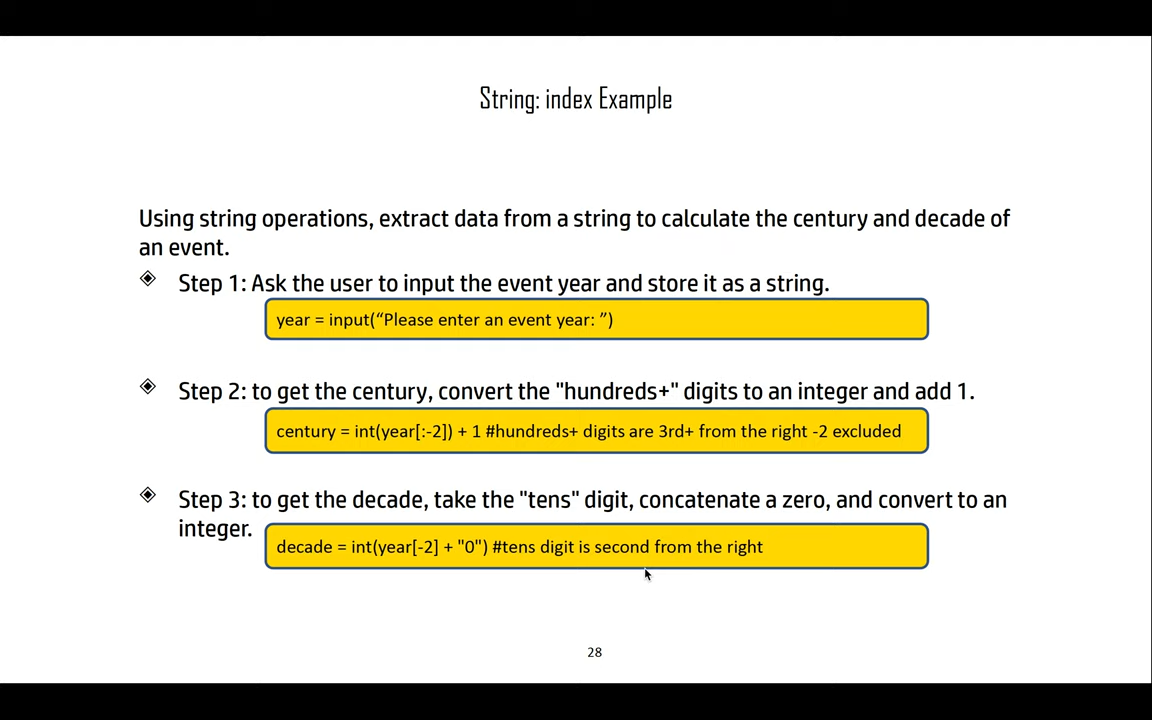 String: index Example
Using string operations, extract data from a string to calculate the century and decade of
an event.
Step 1: Ask the user to input the event year and store it as a string.
year = input(“Please enter an event year: ”)
Step 2: to get the century, convert the "hundreds+" digits to an integer and add 1.
century = int(year[:-2]) + 1 #hundreds+ digits are 3rd+ from the right -2 excluded
Step 3: to get the decade, take the "tens" digit, concatenate a zero, and convert to an
integer.
decade = int(year[-2] + "0") #tens digit is second from the right
28